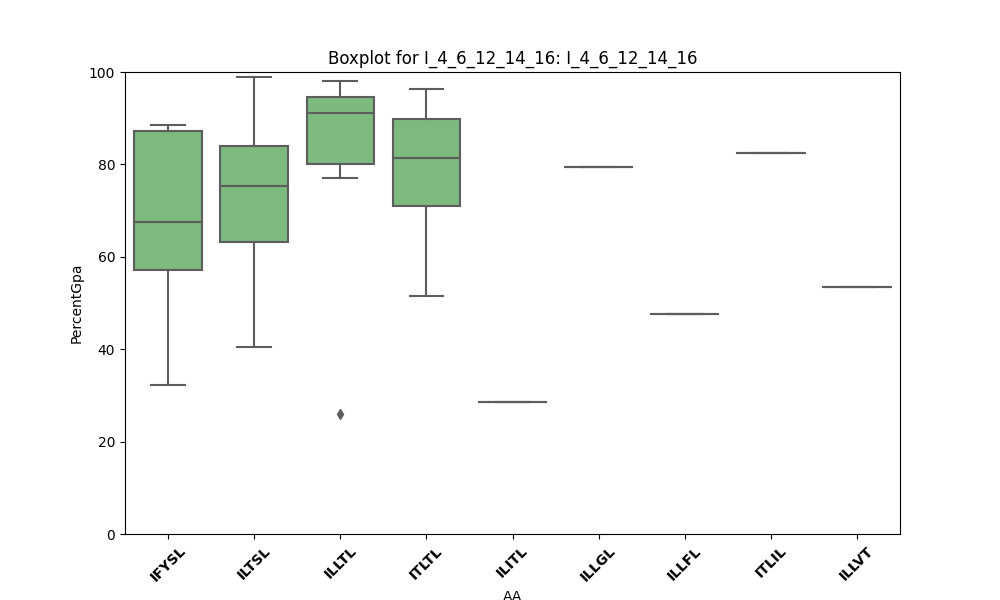 Boxplot for I_4_6_12_14_16: I_4_6_12_14_16
100
80
60
40
20
0
PercentGpa
IFYSL
ILTSL
ILLTL
ITLTL
ILITL
ILLGL
ILLFL
ITLIL
ILLVT
AA